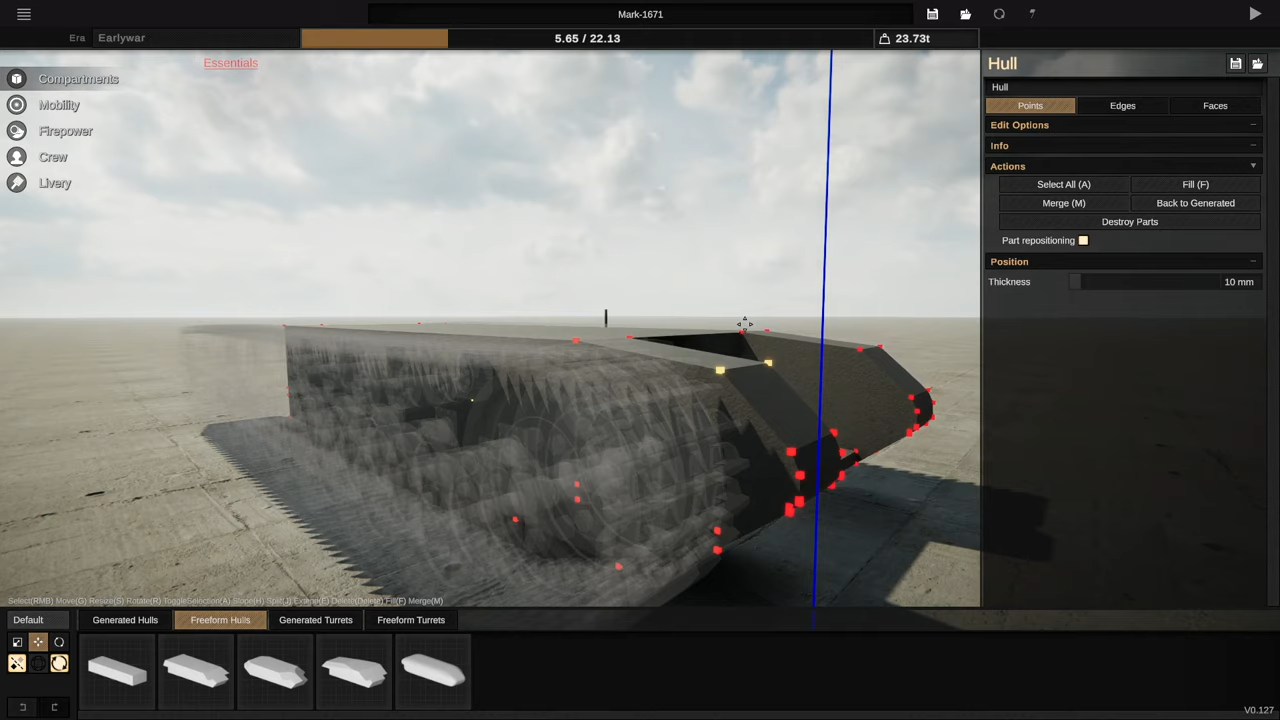 Mark-1671
Era Earlywar
5.65 / 22.13
23.73t
Essentials
Compartments
Mobility
Firepower
Crew
Livery
Hull
Hull
Points Edges Faces
Edit Options
Info
Actions
Select All (A) Fill (F)
Merge (M) Back to Generated
Destroy Parts
Part repositioning
Position
Thickness 10 mm
Select(RMB) Move(G) Resize(S) Rotate(R) ToggleSelection(A) Slope(H) Split(J) Extend(E) Delete(Delete) Fill(F) Merge(M)
Default Generated Hulls Freeform Hulls Generated Turrets Freeform Turrets
V0.127